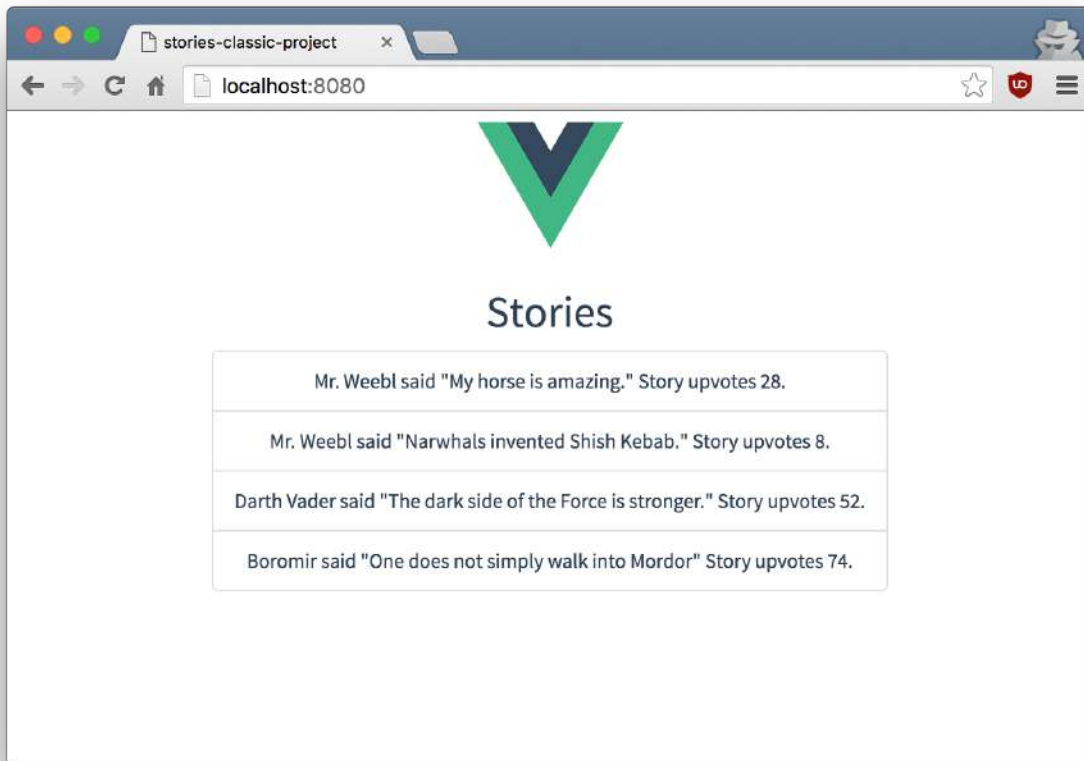 stories-classic-project
localhost:8080
Stories
Mr. Weebl said "My horse is amazing." Story upvotes 28.
Mr. Weebl said "Narwhals invented Shish Kebab." Story upvotes 8.
Darth Vader said "The dark side of the Force is stronger." Story upvotes 52.
Boromir said "One does not simply walk into Mordor" Story upvotes 74.